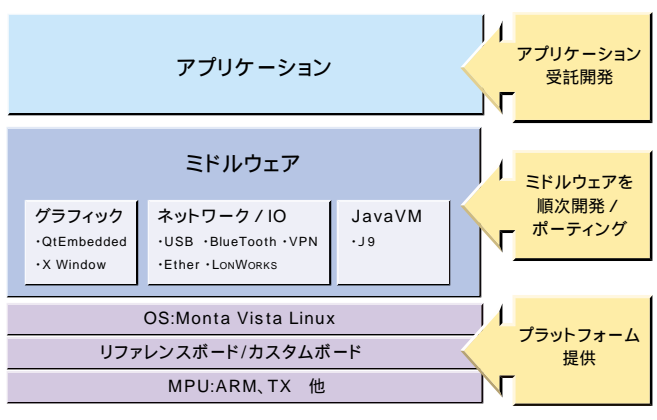 アプリケーション
アプリケーション
受託開発
ミドルウェア
グラフィック
・QtEmbedded
・X Window
ネットワーク / IO
・USB ・BlueTooth ・VPN
・Ether ・LONWORKS
JavaVM
・J9
ミドルウェアを
順次開発 /
ポーティング
OS:Monta Vista Linux
リファレンスボード/カスタムボード
MPU:ARM、TX 他
プラットフォーム
提供